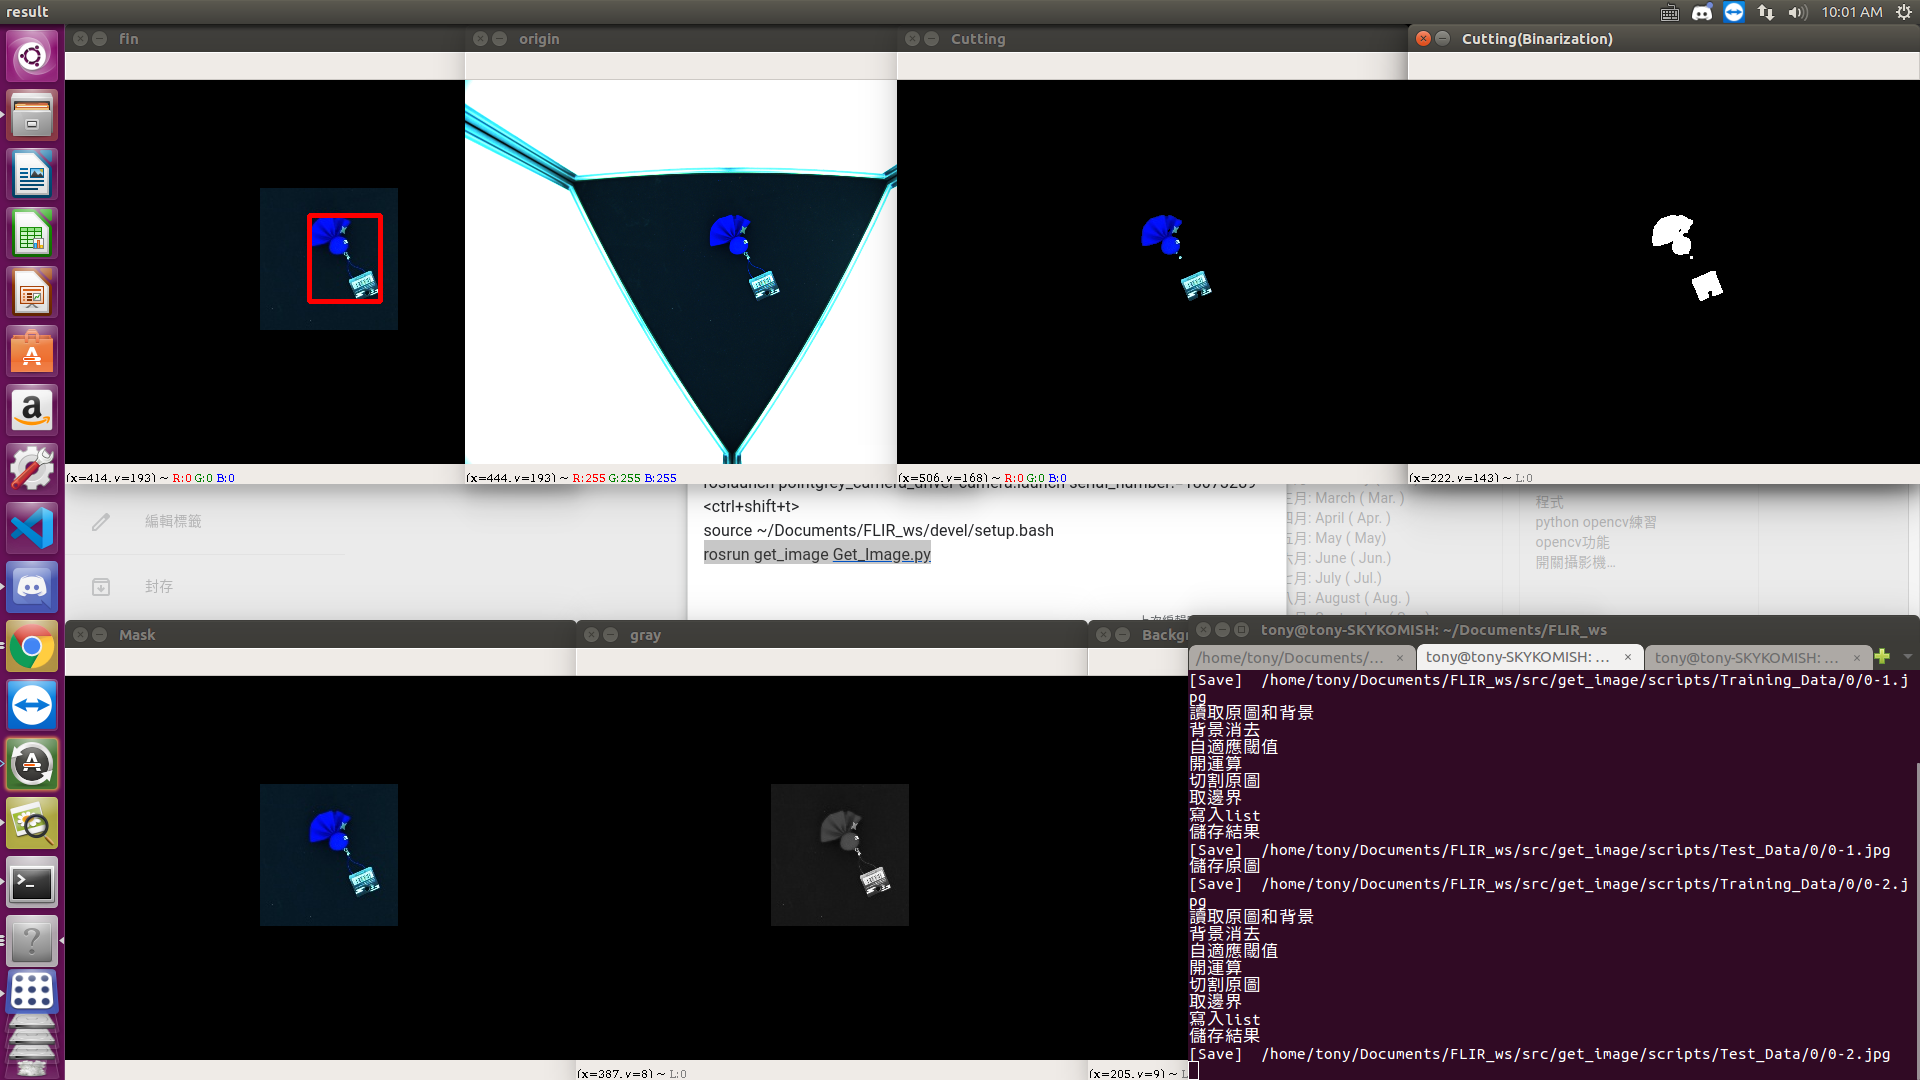 result
10:01 AM
fin
origin
Cutting
Cutting(Binarization)
(x=414, y=193) ~ R:0 G:0 B:0
(x=444, y=193) ~ R:255 G:255 B:255
(x=506, y=168) ~ R:0 G:0 B:0
(x=222, y=143) ~ L:0
<ctrl+shift+t>
source ~/Documents/FLIR_ws/devel/setup.bash
rosrun get_image Get_Image.py
編輯標籤
封存
三月: March ( Mar. )
四月: April ( Apr. )
五月: May ( May)
六月: June ( Jun.)
七月: July ( Jul.)
八月: August ( Aug. )
程式
python opencv練習
opencv功能
開關攝影機...
Mask
gray
Backgr
tony@tony-SKYKOMISH: ~/Documents/FLIR_ws
/home/tony/Documents/...
tony@tony-SKYKOMISH: ...
tony@tony-SKYKOMISH: ...
[Save]  /home/tony/Documents/FLIR_ws/src/get_image/scripts/Training_Data/0/0-1.j
pg
讀取原圖和背景
背景消去
自適應閾值
開運算
切割原圖
取邊界
寫入list
儲存結果
[Save]  /home/tony/Documents/FLIR_ws/src/get_image/scripts/Test_Data/0/0-1.jpg
儲存原圖
[Save]  /home/tony/Documents/FLIR_ws/src/get_image/scripts/Training_Data/0/0-2.j
pg
讀取原圖和背景
背景消去
自適應閾值
開運算
切割原圖
取邊界
寫入list
儲存結果
[Save]  /home/tony/Documents/FLIR_ws/src/get_image/scripts/Test_Data/0/0-2.jpg
(x=387, y=8) ~ L:0
(x=205, y=9) ~ L